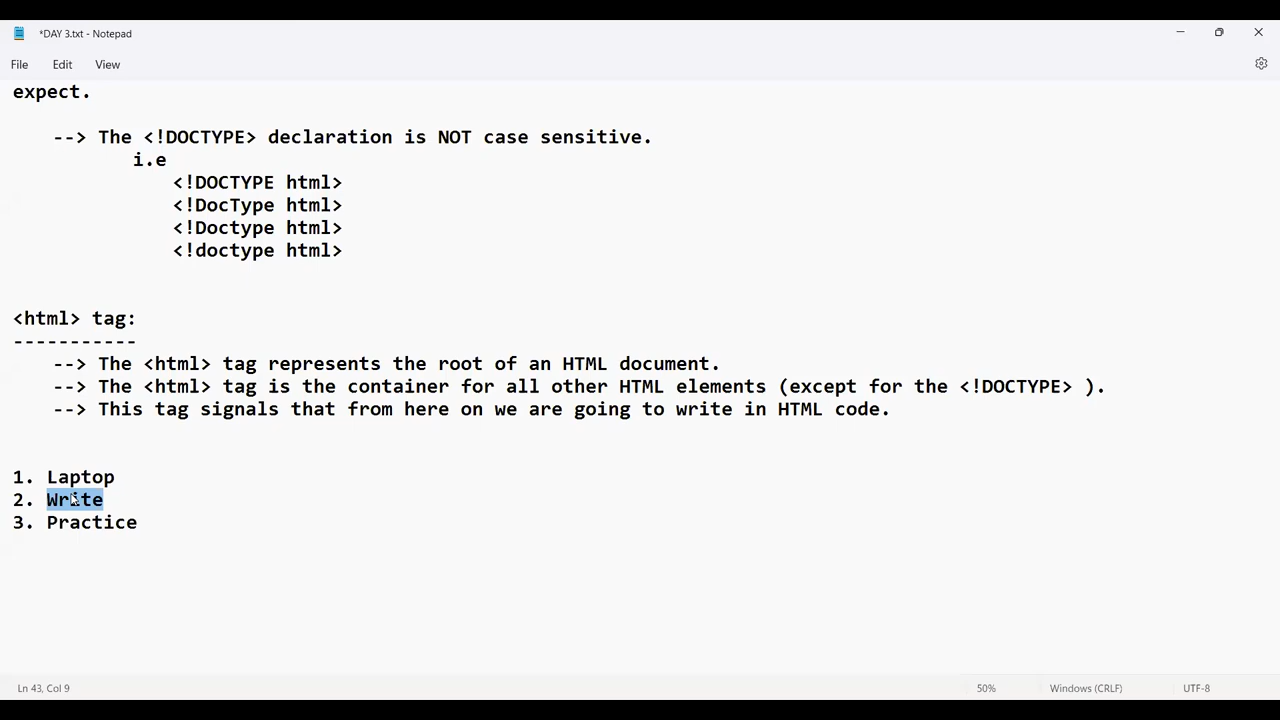 *DAY 3.txt - Notepad
File Edit View
expect.
--> The <!DOCTYPE> declaration is NOT case sensitive.
i.e
<!DOCTYPE html>
<!DocType html>
<!Doctype html>
<!doctype html>
<html> tag:
-----------
--> The <html> tag represents the root of an HTML document.
--> The <html> tag is the container for all other HTML elements (except for the <!DOCTYPE> ).
--> This tag signals that from here on we are going to write in HTML code.
1. Laptop
2. Write
3. Practice
Ln 43, Col 9 50% Windows (CRLF) UTF-8